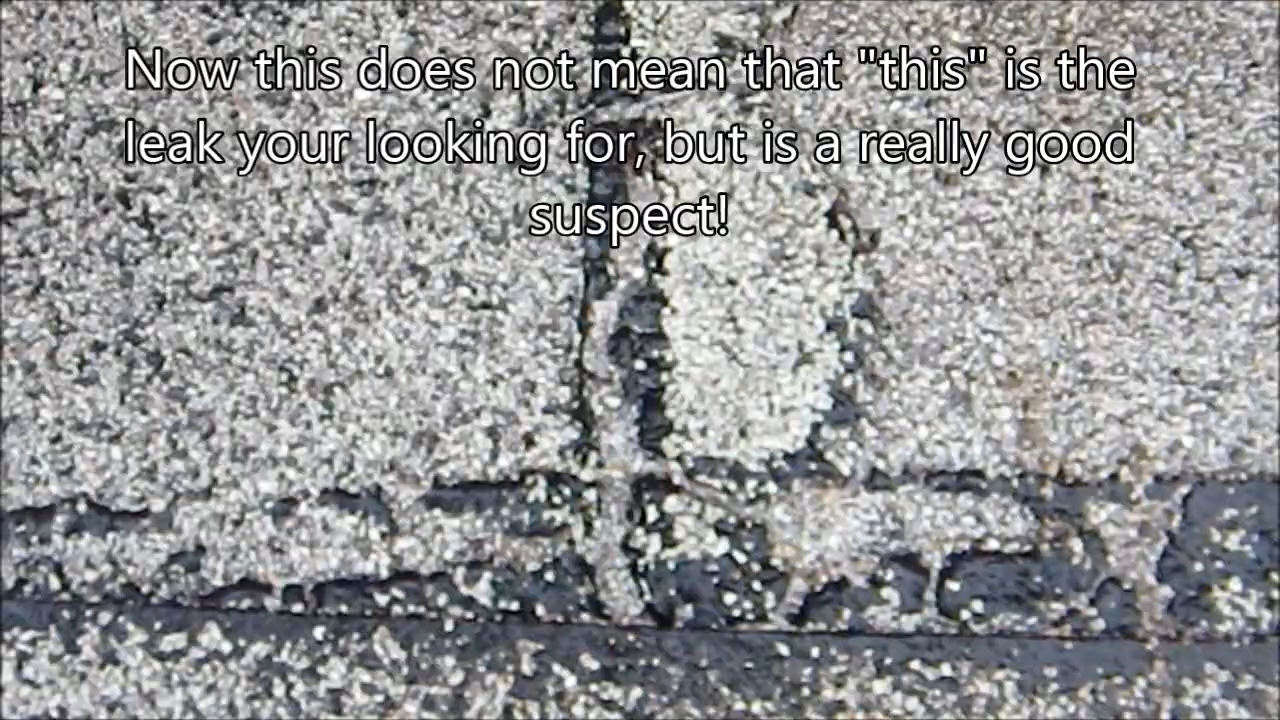 Now this does not mean that "this" is the
leak your looking for, but is a really good
suspect!